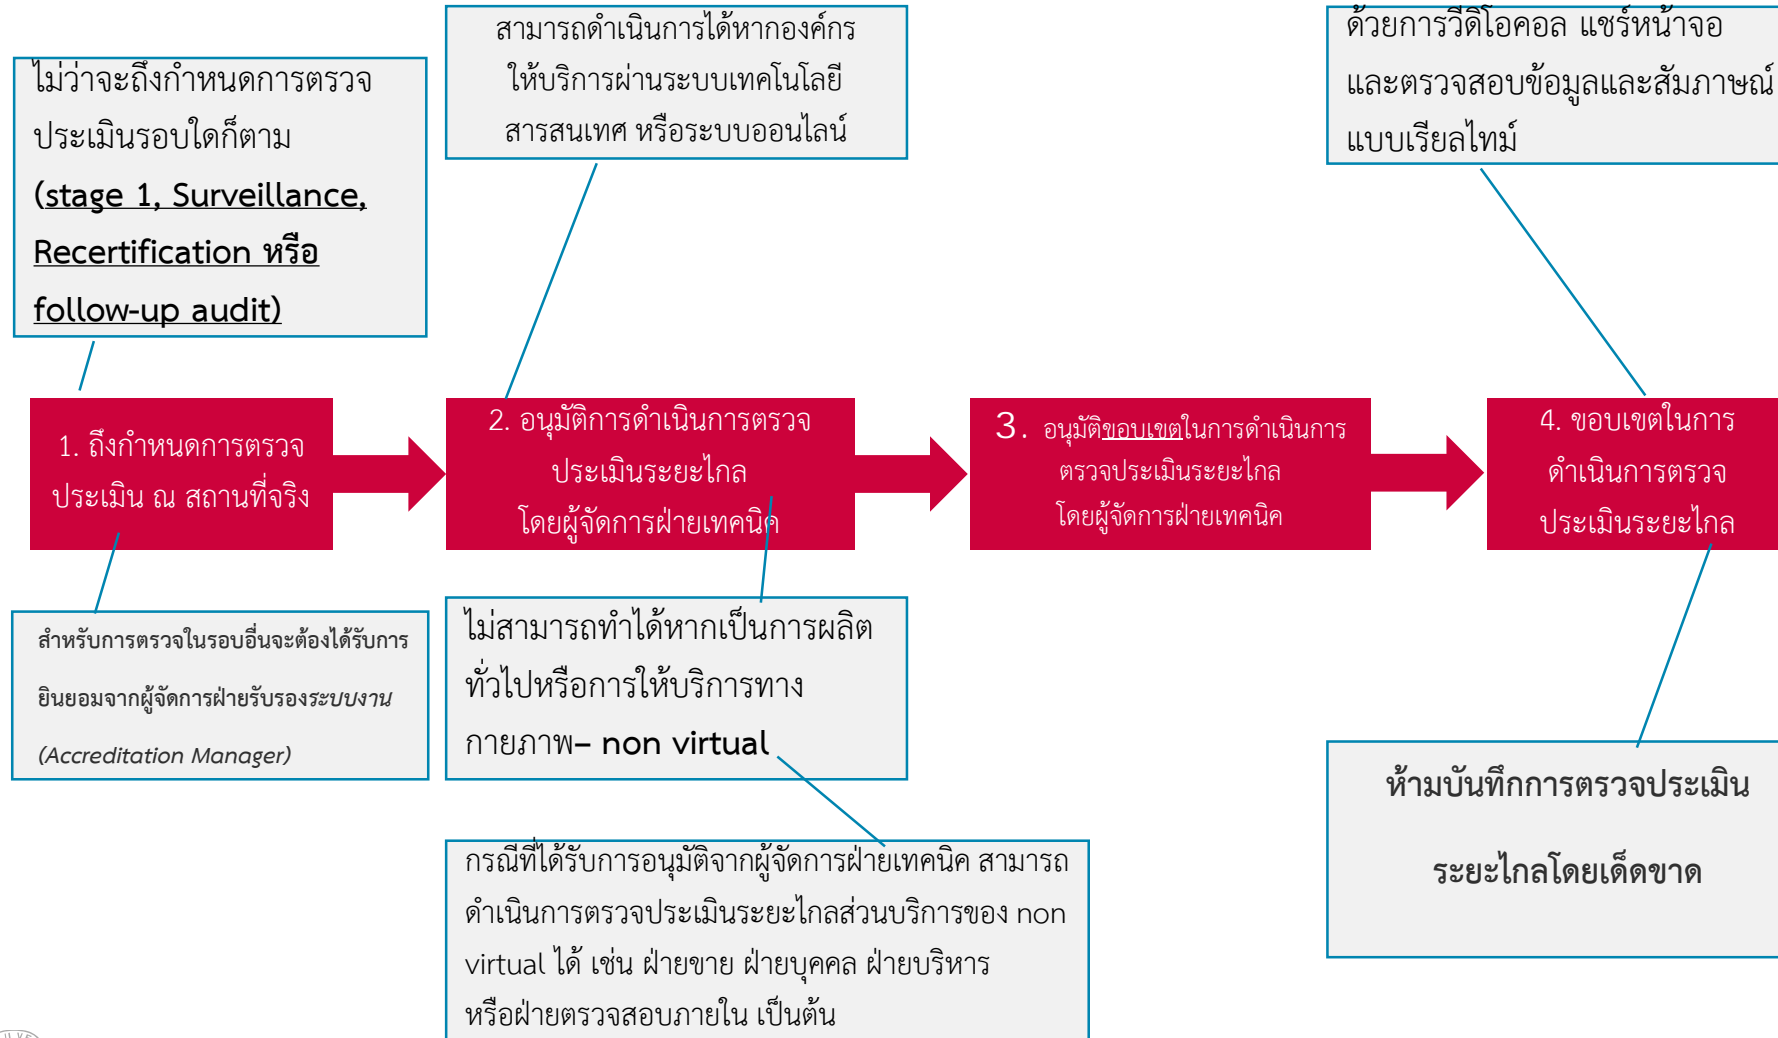 ไม่ว่าจะถึงกำหนดการตรวจ
ประเมินรอบใดก็ตาม
(stage 1, Surveillance,
Recertification หรือ
follow-up audit)
สามารถดำเนินการได้หากองค์กร
ให้บริการผ่านระบบเทคโนโลยี
สารสนเทศ หรือระบบออนไลน์
ด้วยการวีดิโอคอล แชร์หน้าจอ
และตรวจสอบข้อมูลและสัมภาษณ์
แบบเรียลไทม์
1. ถึงกำหนดการตรวจ
ประเมิน ณ สถานที่จริง
2. อนุมัติการดำเนินการตรวจ
ประเมินระยะไกล
โดยผู้จัดการฝ่ายเทคนิค
3. อนุมัติขอบเขตในการดำเนินการ
ตรวจประเมินระยะไกล
โดยผู้จัดการฝ่ายเทคนิค
4. ขอบเขตในการ
ดำเนินการตรวจ
ประเมินระยะไกล
สำหรับการตรวจในรอบอื่นจะต้องได้รับการ
ยินยอมจากผู้จัดการฝ่ายรับรองระบบงาน
(Accreditation Manager)
ไม่สามารถทำได้หากเป็นการผลิต
ทั่วไปหรือการให้บริการทาง
กายภาพ– non virtual
กรณีที่ได้รับการอนุมัติจากผู้จัดการฝ่ายเทคนิค สามารถ
ดำเนินการตรวจประเมินระยะไกลส่วนบริการของ non
virtual ได้ เช่น ฝ่ายขาย ฝ่ายบุคคล ฝ่ายบริหาร
หรือฝ่ายตรวจสอบภายใน เป็นต้น
ห้ามบันทึกการตรวจประเมิน
ระยะไกลโดยเด็ดขาด